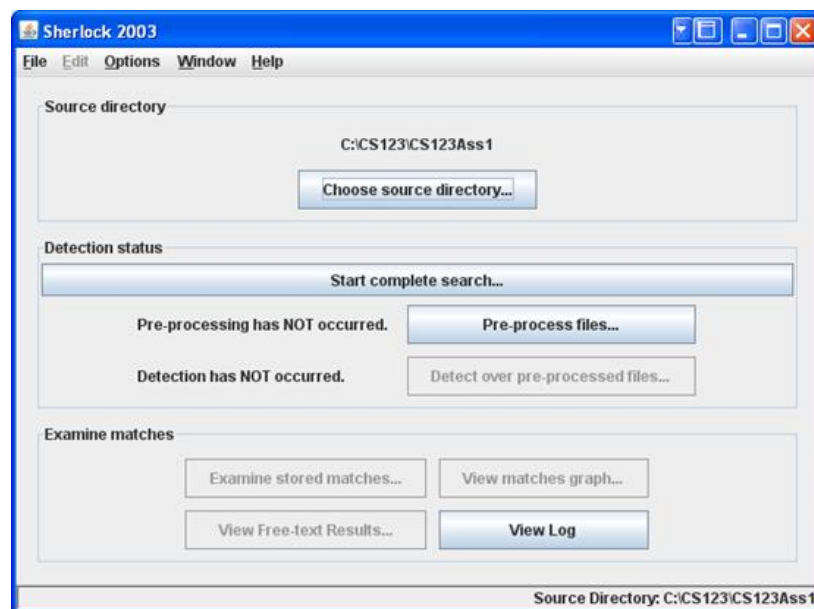 Sherlock 2003
File Edit Options Window Help
Source directory
C:\CS123\CS123Ass1
Choose source directory...
Detection status
Start complete search...
Pre-processing has NOT occurred. Pre-process files...
Detection has NOT occurred. Detect over pre-processed files...
Examine matches
Examine stored matches... View matches graph...
View Free-text Results... View Log
Source Directory: C:\CS123\CS123Ass1